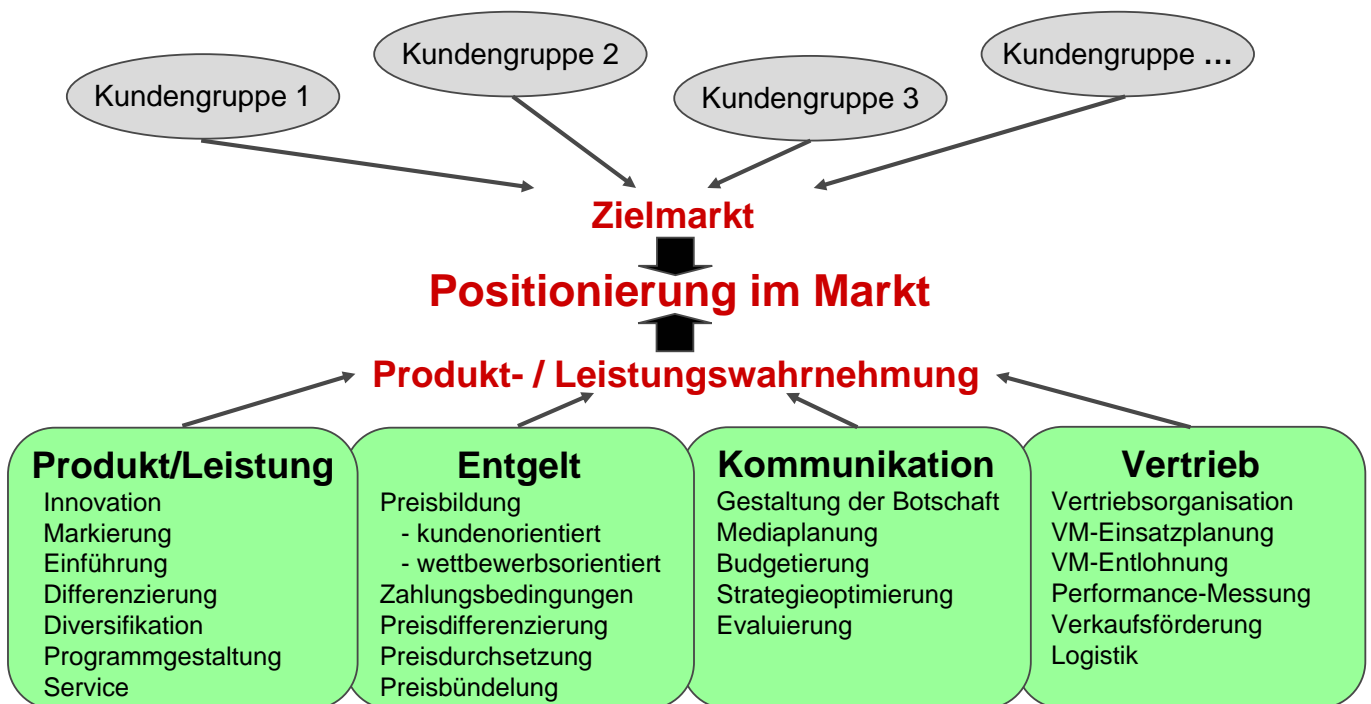 Kundengruppe 1
Kundengruppe 2
Kundengruppe 3
Kundengruppe ...
Zielmarkt
Positionierung im Markt
Produkt- / Leistungswahrnehmung
Produkt/Leistung
Innovation
Markierung
Einführung
Differenzierung
Diversifikation
Programmgestaltung
Service
Entgelt
Preisbildung
- kundenorientiert
- wettbewerbsorientiert
Zahlungsbedingungen
Preisdifferenzierung
Preisdurchsetzung
Preisbündelung
Kommunikation
Gestaltung der Botschaft
Mediaplanung
Budgetierung
Strategieoptimierung
Evaluierung
Vertrieb
Vertriebsorganisation
VM-Einsatzplanung
VM-Entlohnung
Performance-Messung
Verkaufsförderung
Logistik